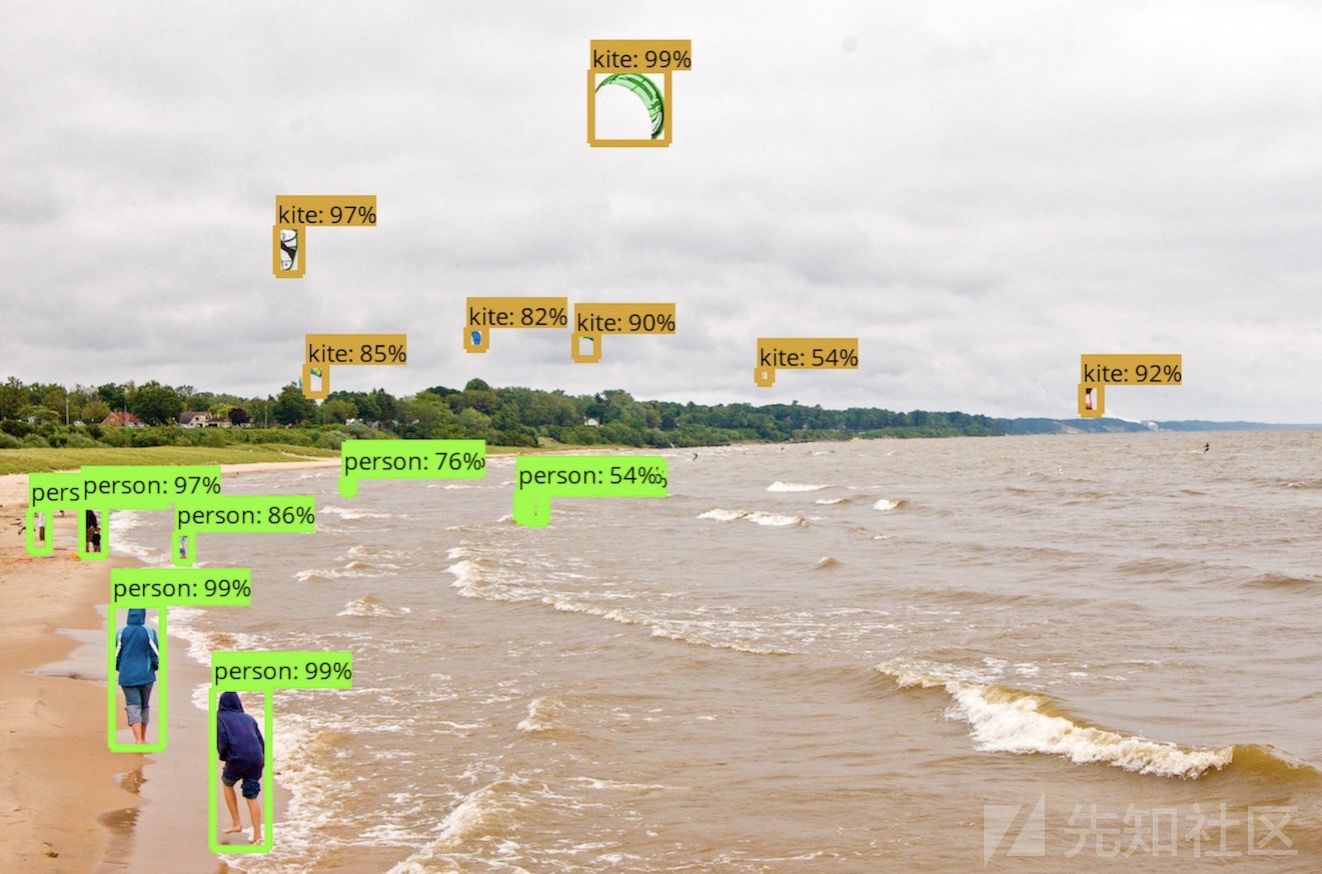 kite: 99%
kite: 97%
kite: 82%
kite: 90%
kite: 85%
kite: 54%
kite: 92%
person: 76%
person: 54%
pers
person: 97%
person: 86%
person: 99%
person: 99%
先知社区